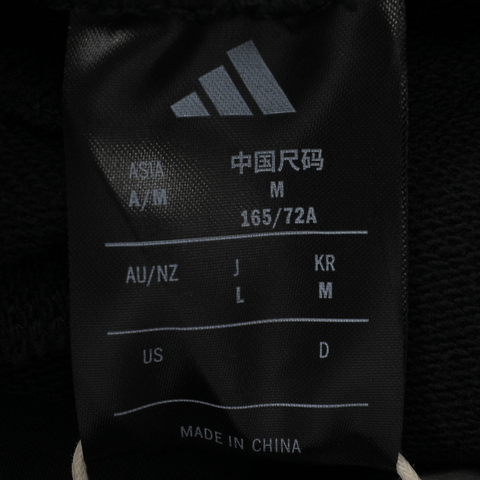 ASIA 中国尺码
A/M M
165/72A
AU/NZ J KR
L M
US D
MADE IN CHINA